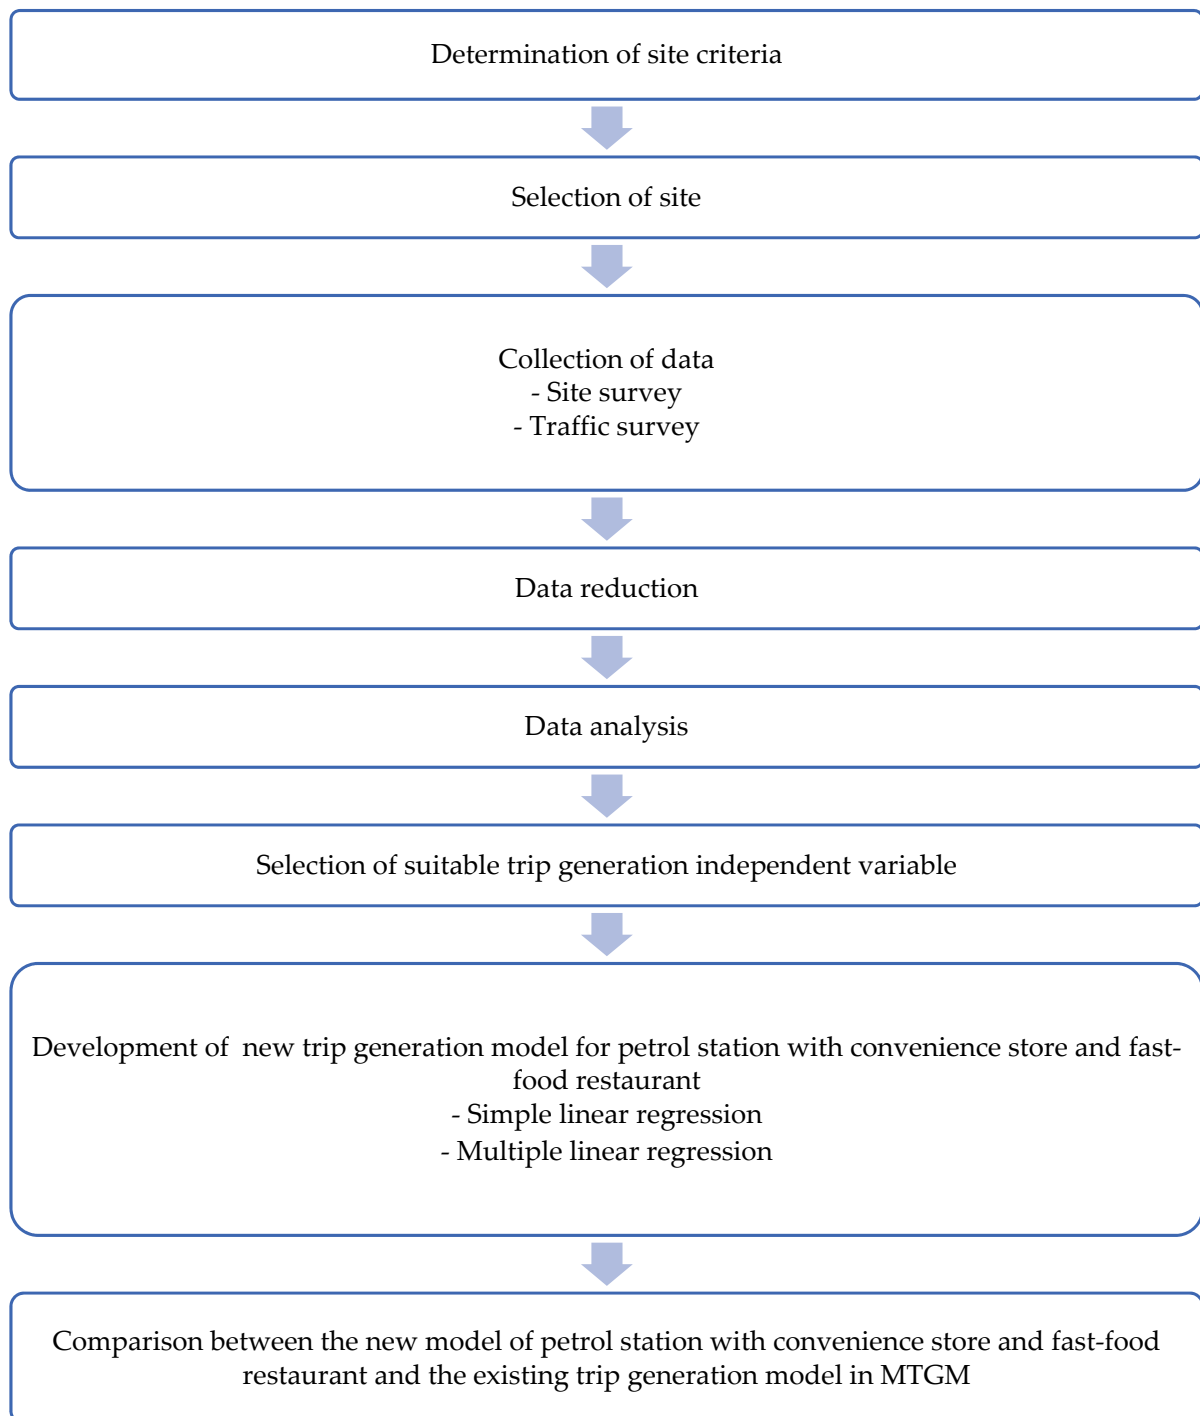 Determination of site criteria
Selection of site
Collection of data
- Site survey
- Traffic survey
Data reduction
Data analysis
Selection of suitable trip generation independent variable
Development of  new trip generation model for petrol station with convenience store and fast-
food restaurant
- Simple linear regression
- Multiple linear regression
Comparison between the new model of petrol station with convenience store and fast-food
restaurant and the existing trip generation model in MTGM